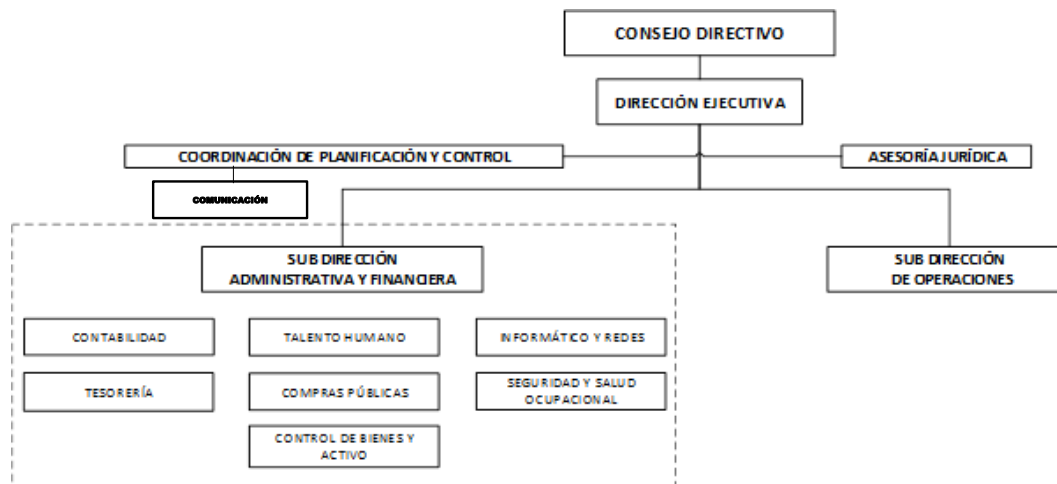 CONSEJO DIRECTIVO
DIRECCIÓN EJECUTIVA
COORDINACIÓN DE PLANIFICACIÓN Y CONTROL
ASESORÍA JURÍDICA
COMUNICACIÓN
SUB DIRECCIÓN
ADMINISTRATIVA Y FINANCIERA
SUB DIRECCIÓN
DE OPERACIONES
CONTABILIDAD
TALENTO HUMANO
INFORMÁTICO Y REDES
TESORERÍA
COMPRAS PÚBLICAS
SEGURIDAD Y SALUD
OCUPACIONAL
CONTROL DE BIENES Y
ACTIVO